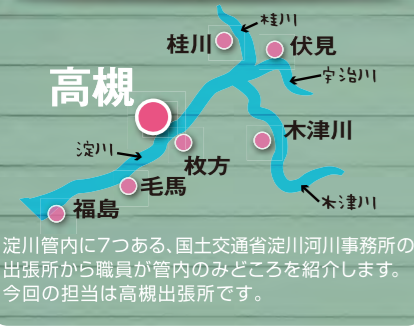 桂川
桂川
伏見
宇治川
高槻
木津川
淀川
枚方
毛馬
木津川
福島
淀川管内に7つある、国土交通省淀川河川事務所の
出張所から職員が管内のみどころを紹介します。
今回の担当は高槻出張所です。